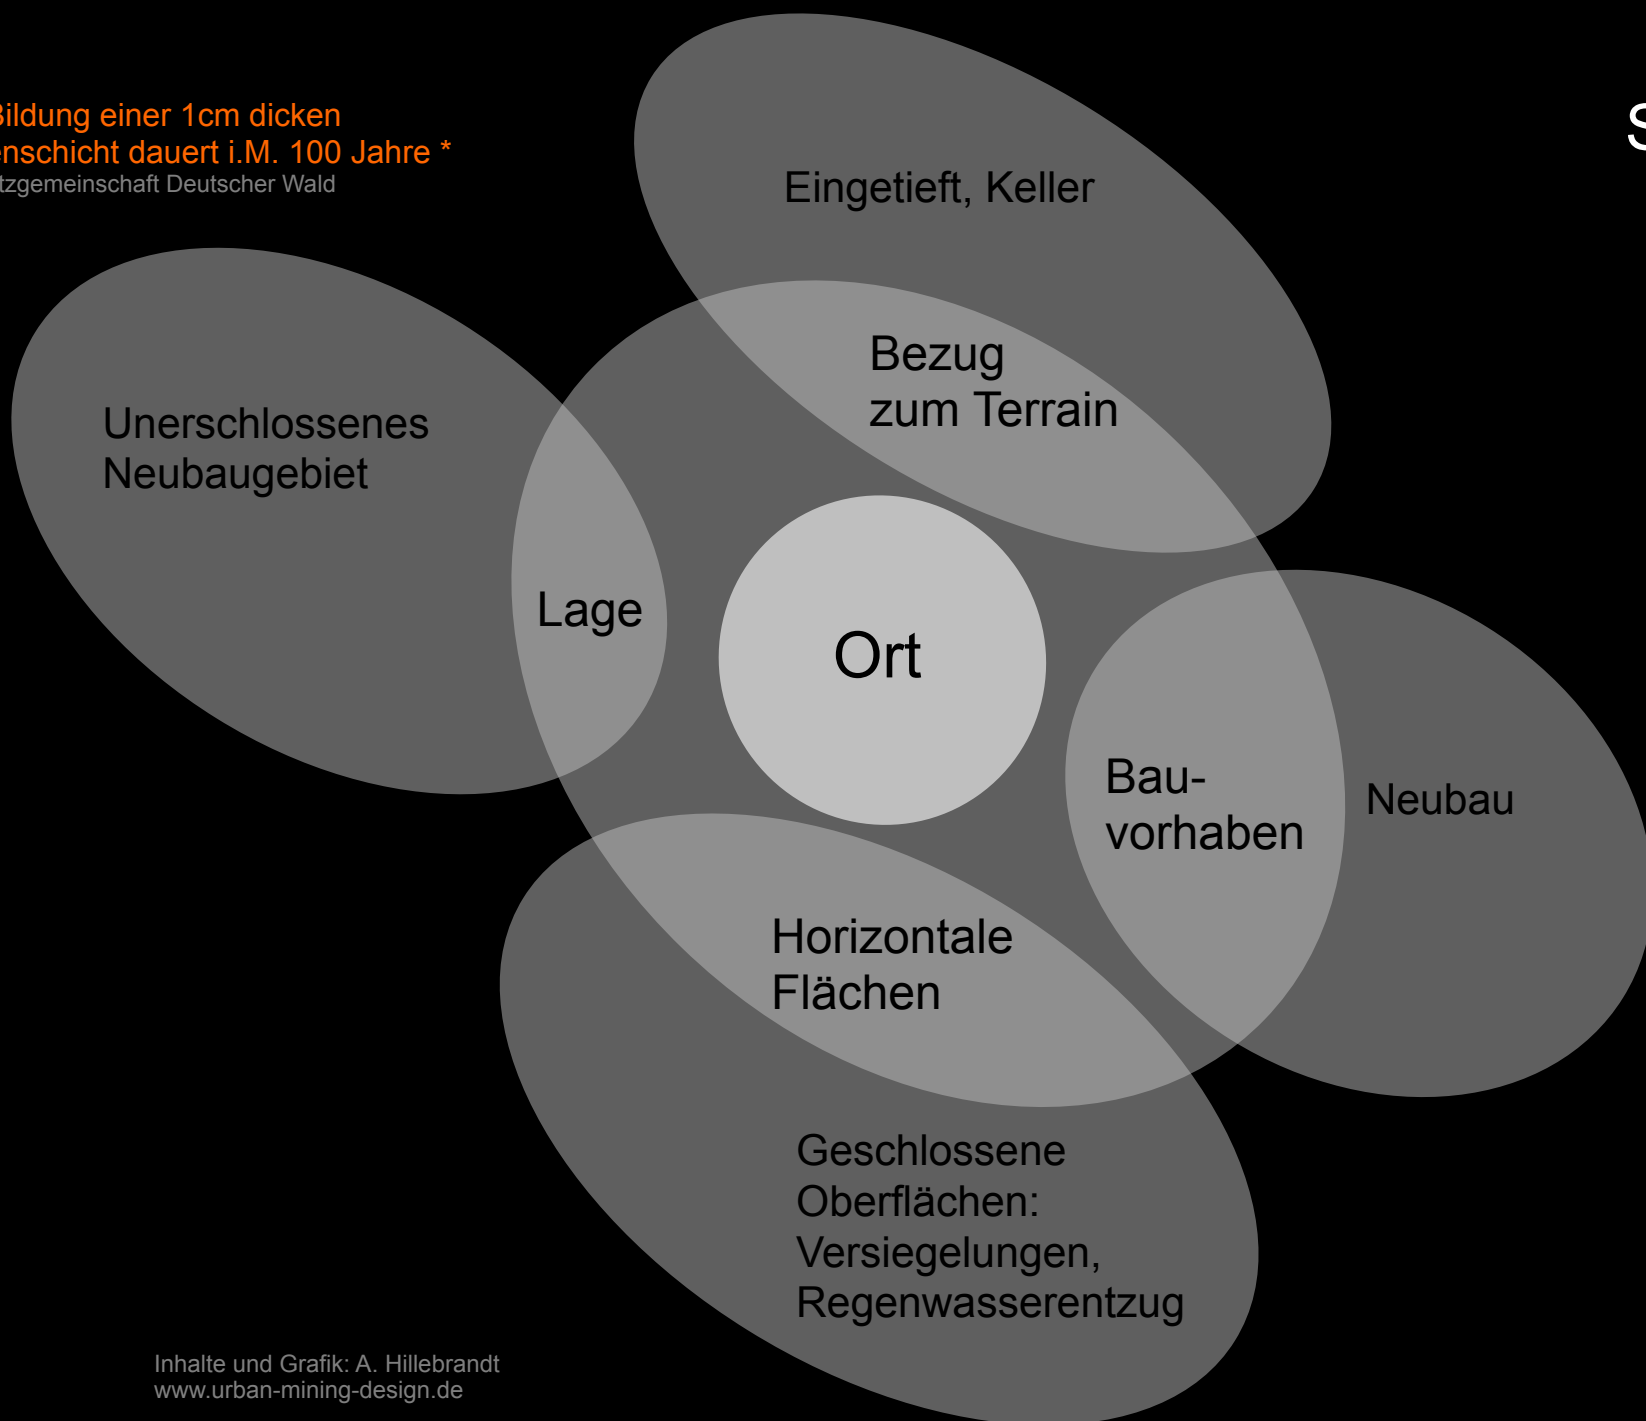 Bildung einer 1cm dicken
enschicht dauert i.M. 100 Jahre *
tzgemeinschaft Deutscher Wald
S
Eingetieft, Keller
Bezug
zum Terrain
Unerschlossenes
Neubaugebiet
Lage
Ort
Bau-
vorhaben
Neubau
Horizontale
Flächen
Geschlossene
Oberflächen:
Versiegelungen,
Regenwasserentzug
Inhalte und Grafik: A. Hillebrandt
www.urban-mining-design.de